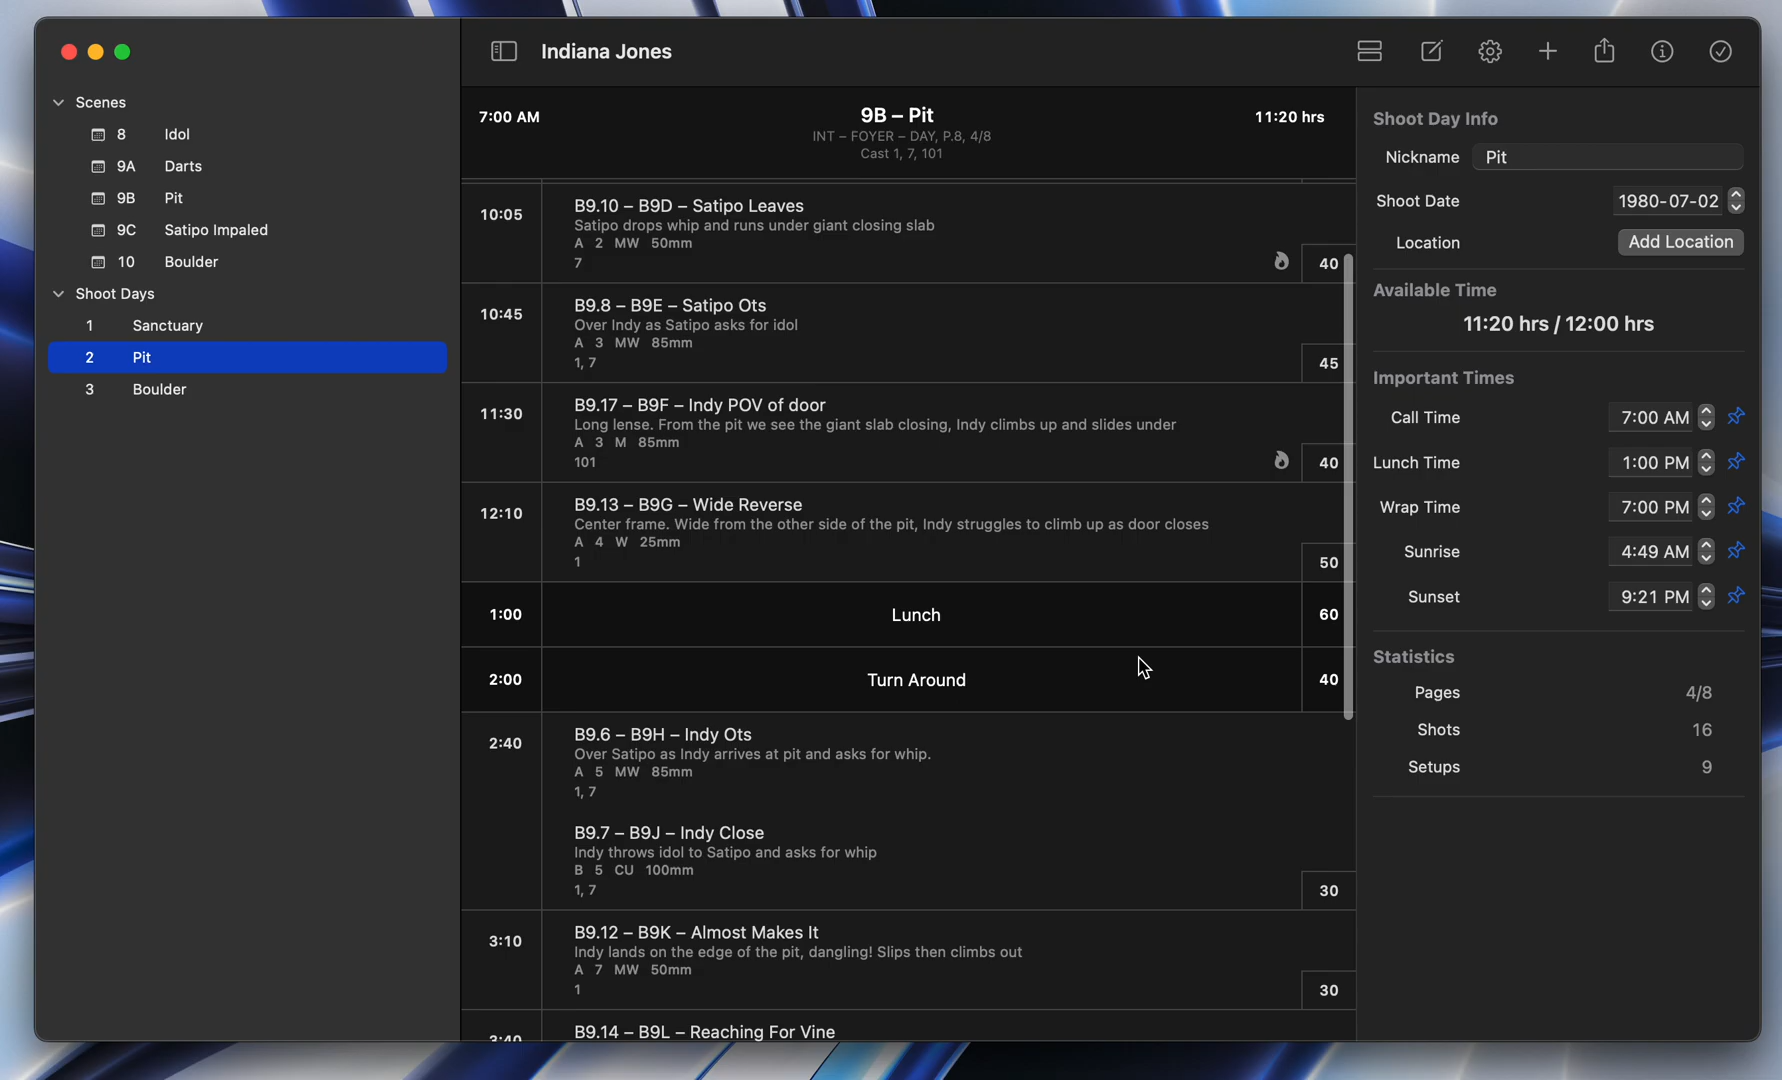 Indiana Jones
Scenes
8 Idol
9A Darts
9B Pit
9C Satipo Impaled
10 Boulder
Shoot Days
1 Sanctuary
2 Pit
3 Boulder
7:00 AM
9B – Pit
11:20 hrs
INT – FOYER – DAY, P.8, 4/8
Cast 1, 7, 101
10:05
B9.10 – B9D – Satipo Leaves
Satipo drops whip and runs under giant closing slab
A 2 MW 50mm
7
40
10:45
B9.8 – B9E – Satipo Ots
Over Indy as Satipo asks for idol
A 3 MW 85mm
1, 7
45
11:30
B9.17 – B9F – Indy POV of door
Long lense. From the pit we see the giant slab closing, Indy climbs up and slides under
A 3 M 85mm
101
40
12:10
B9.13 – B9G – Wide Reverse
Center frame. Wide from the other side of the pit, Indy struggles to climb up as door closes
A 4 W 25mm
1
50
1:00 Lunch 60
2:00 Turn Around 40
2:40
B9.6 – B9H – Indy Ots
Over Satipo as Indy arrives at pit and asks for whip.
A 5 MW 85mm
1, 7
B9.7 – B9J – Indy Close
Indy throws idol to Satipo and asks for whip
B 5 CU 100mm
1, 7
30
3:10
B9.12 – B9K – Almost Makes It
Indy lands on the edge of the pit, dangling! Slips then climbs out
A 7 MW 50mm
1
30
3:40
B9.14 – B9L – Reaching For Vine
Shoot Day Info
Nickname Pit
Shoot Date 1980-07-02
Location Add Location
Available Time
11:20 hrs / 12:00 hrs
Important Times
Call Time 7:00 AM
Lunch Time 1:00 PM
Wrap Time 7:00 PM
Sunrise 4:49 AM
Sunset 9:21 PM
Statistics
Pages 4/8
Shots 16
Setups 9